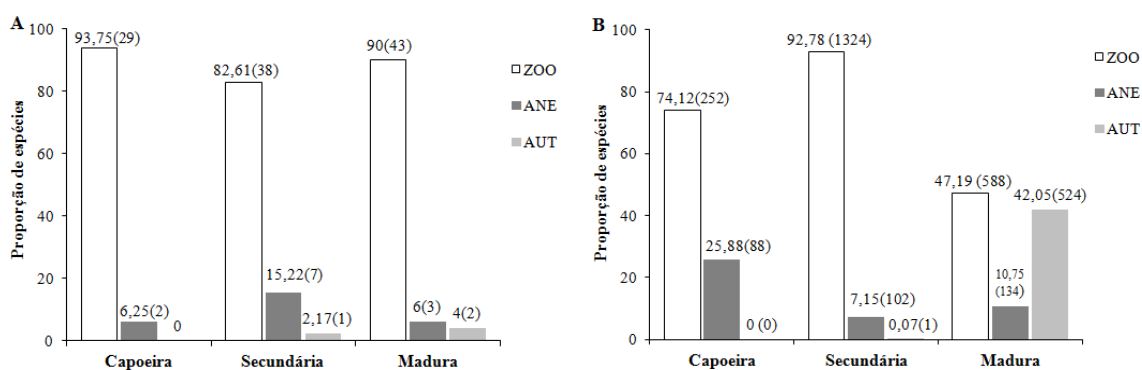 A
Proporção de espécies
100
80
60
40
20
0
93,75(29)
6,25(2)
0
82,61(38)
15,22(7)
2,17(1)
90(43)
6(3)
4(2)
Capoeira
Secundária
Madura
ZOO
ANE
AUT
B
Proporção de espécies
100
80
60
40
20
0
74,12(252)
25,88(88)
0 (0)
92,78 (1324)
7,15(102)
0,07(1)
47,19 (588)
10,75
(134)
42,05(524)
Capoeira
Secundária
Madura
ZOO
ANE
AUT